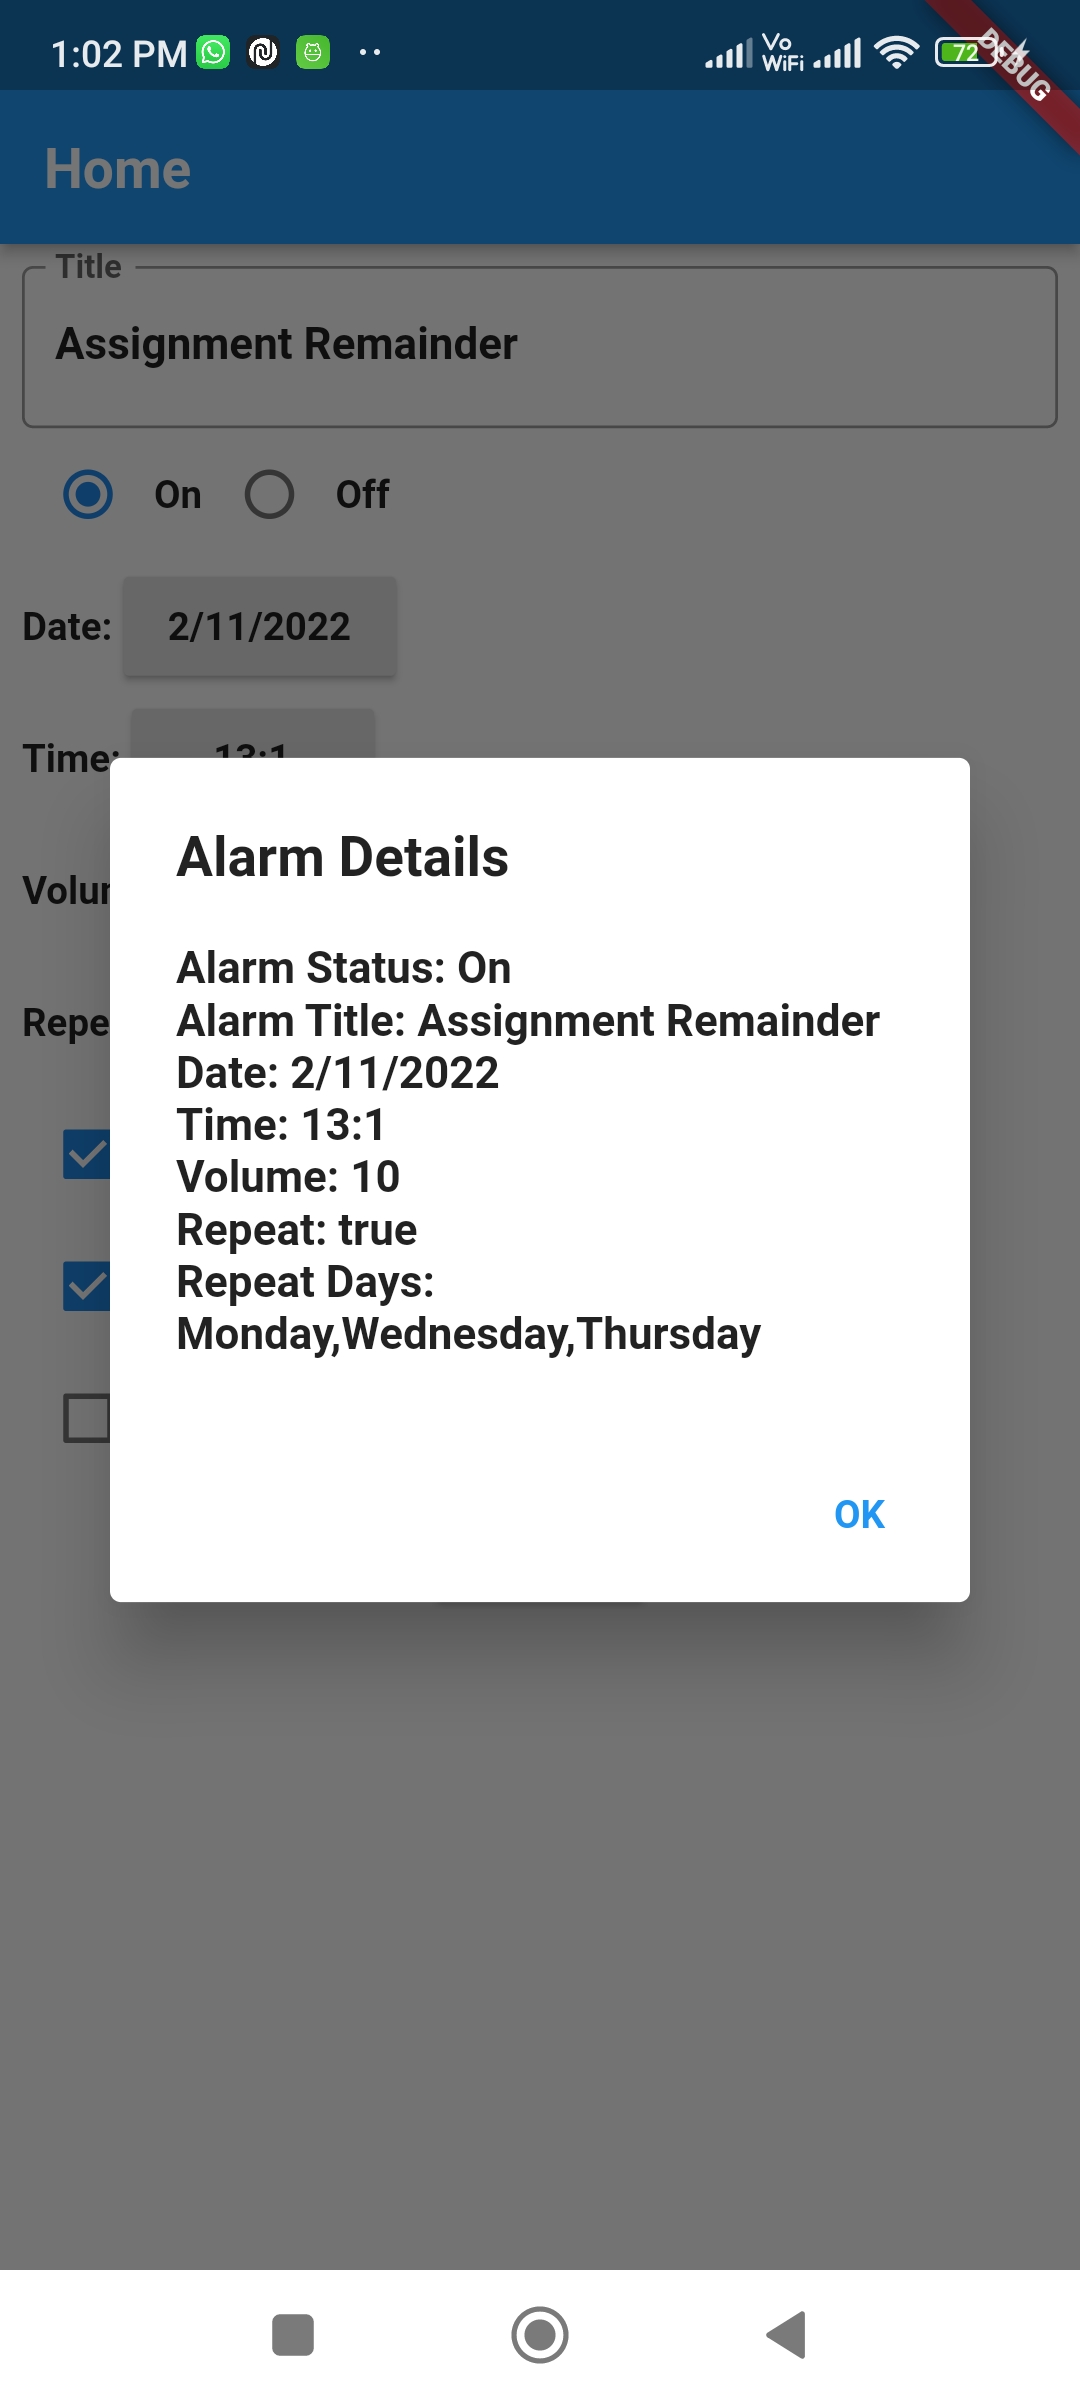 1:02 PM
Vo
WiFi
72
DEBUG
Home
Title
Assignment Remainder
On
Off
Date:
2/11/2022
Time:
13:1
Alarm Details
Alarm Status: On
Alarm Title: Assignment Remainder
Date: 2/11/2022
Time: 13:1
Volume: 10
Repeat: true
Repeat Days:
Monday,Wednesday,Thursday
OK